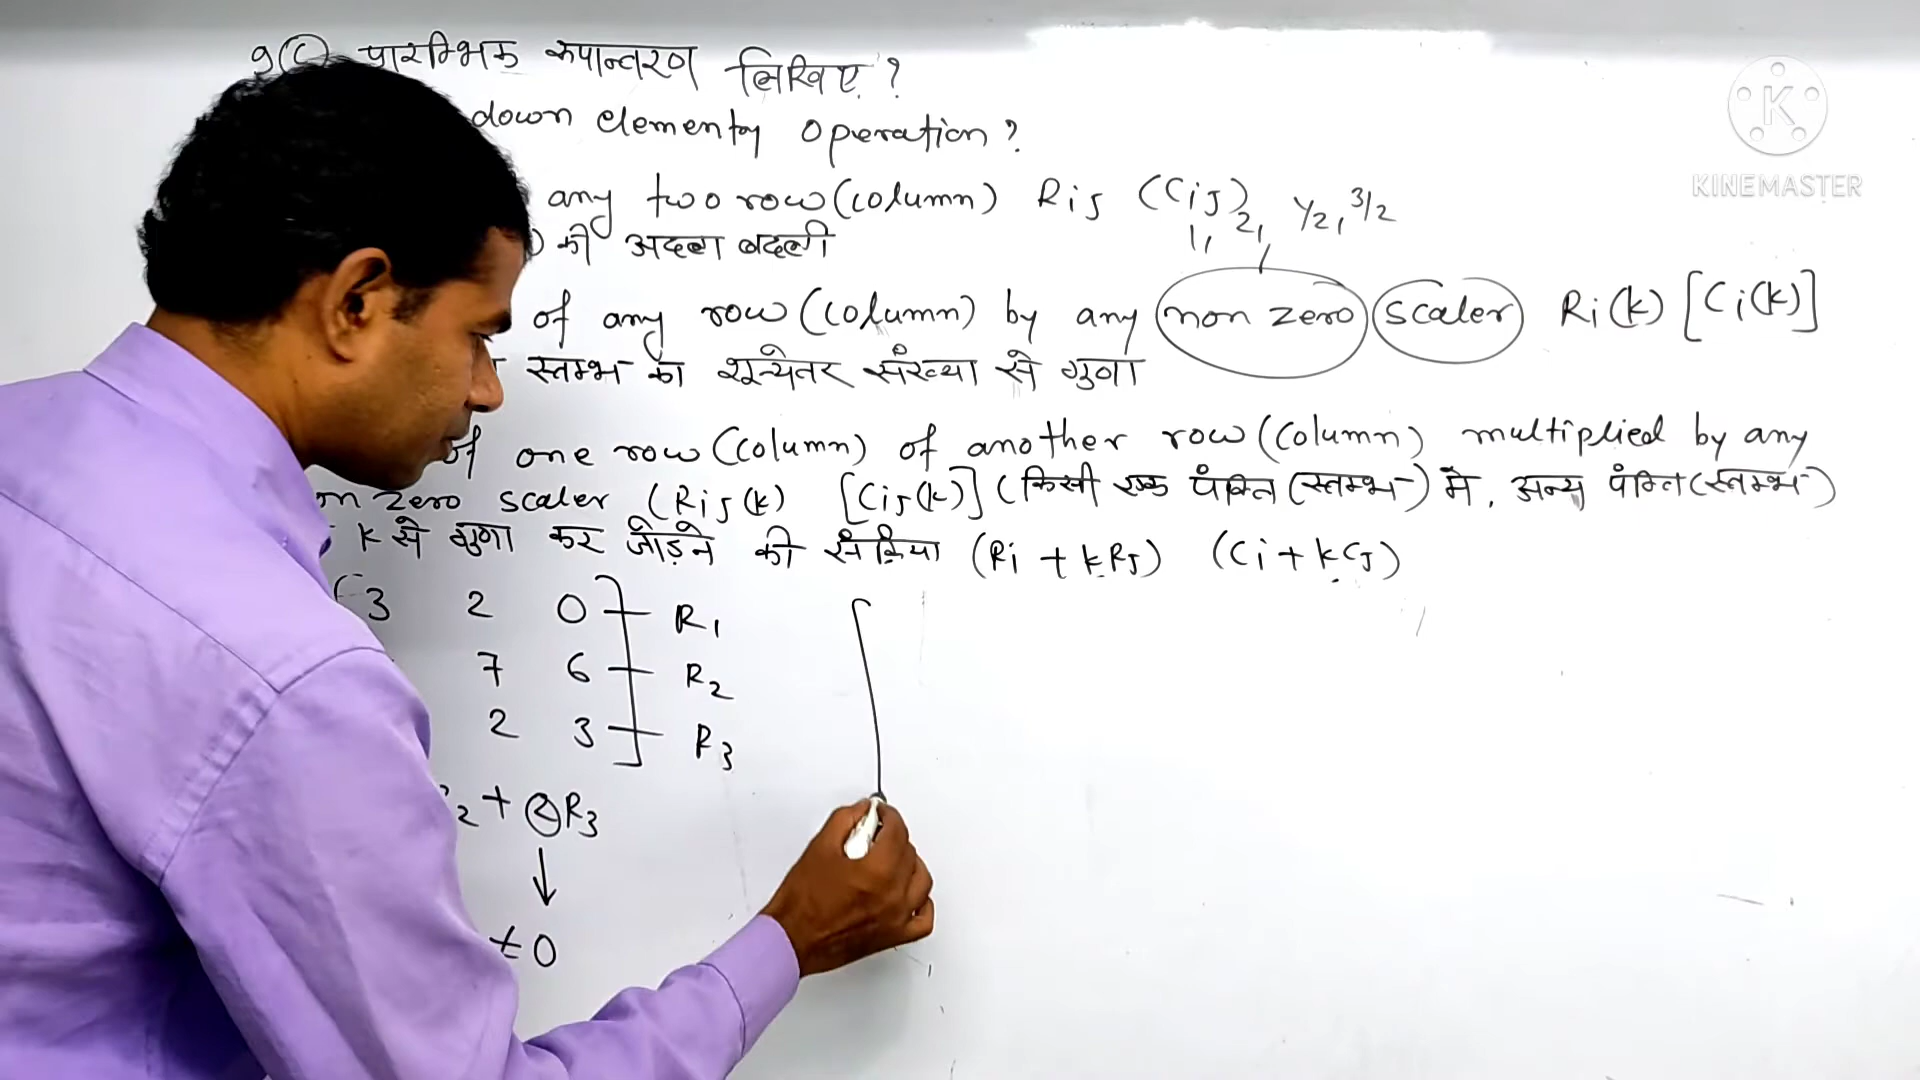 9(C) पारम्भिक रूपान्तरण लिखिए ?
down elementy operation ?
any two row (column) Rij (Cij)
1, 2, 1/2, 3/2
की अदला बदली
of any row (column) by any non zero scaler Ri(k) [Ci(k)]
स्तम्भ का शून्येतर संख्या से गुणा
of one row (column) of another row (column) multiplied by any
zero scaler (Rij(k) [Cij(k)] (किसी एक पंक्ति (स्तम्भ) मे, अन्य पंक्ति (स्तम्भ)
k से गुणा कर जोड़ने की संक्रिया (Ri + kRj) (Ci + kCj)
3 2 0 R1
7 6 R2
2 3 R3
2 + 2R3
≠ 0
K
KINEMASTER